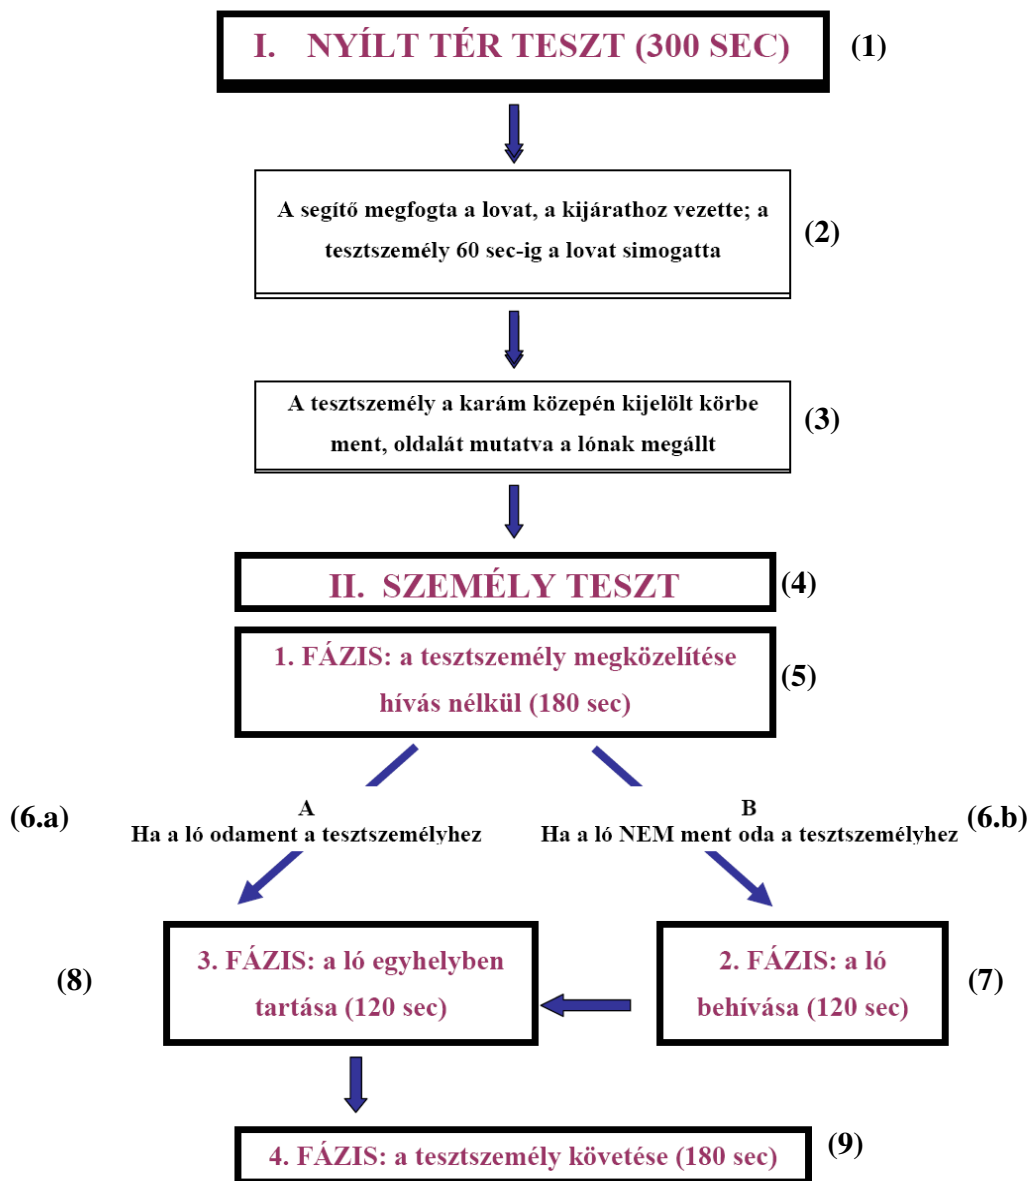 I. NYÍLT TÉR TESZT (300 SEC) (1)
A segítő megfogta a lovat, a kijárathoz vezette; a
tesztszemély 60 sec-ig a lovat simogatta
(2)
A tesztszemély a karám közepén kijelölt körbe
ment, oldalát mutatva a lónak megállt
(3)
II. SZEMÉLY TESZT (4)
1. FÁZIS: a tesztszemély megközelítése
hívás nélkül (180 sec)
(5)
(6.a)
A
Ha a ló odament a tesztszemélyhez
B
Ha a ló NEM ment oda a tesztszemélyhez
(6.b)
(8)
3. FÁZIS: a ló egyhelyben
tartása (120 sec)
2. FÁZIS: a ló
behívása (120 sec)
(7)
4. FÁZIS: a tesztszemély követése (180 sec) (9)